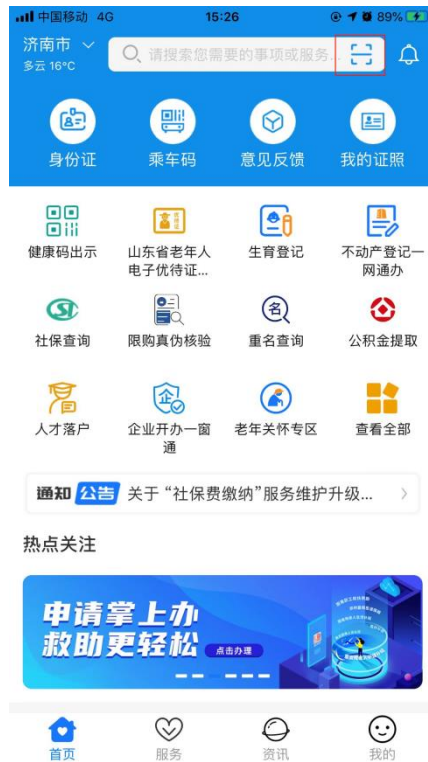 中国移动 4G 15:26 89%
济南市
请搜索您需要的事项或服务...
多云 16°C
身份证 乘车码 意见反馈 我的证照
健康码出示 山东省老年人 生育登记 不动产登记一
电子优待证... 网通办
社保查询 限购真伪核验 重名查询 公积金提取
人才落户 企业开办一窗 老年关怀专区 查看全部
通
通知 公告 关于“社保费缴纳”服务维护升级...
热点关注
申请掌上办
救助更轻松 点击办理
首页 服务 资讯 我的